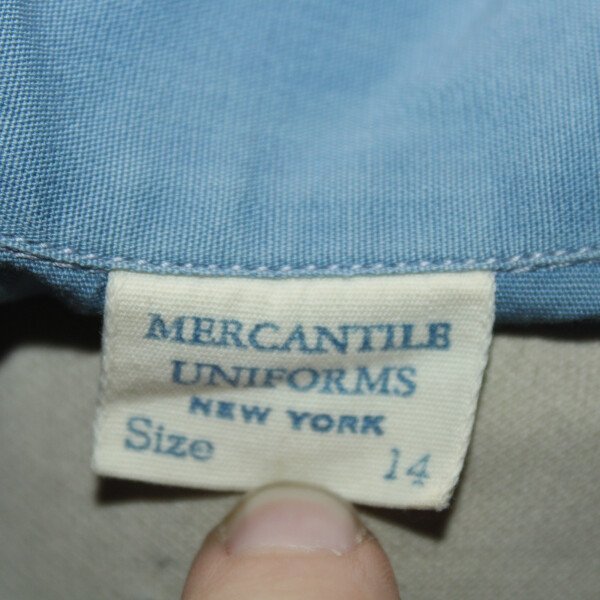 MERCANTILE
UNIFORMS
NEW YORK
Size 14